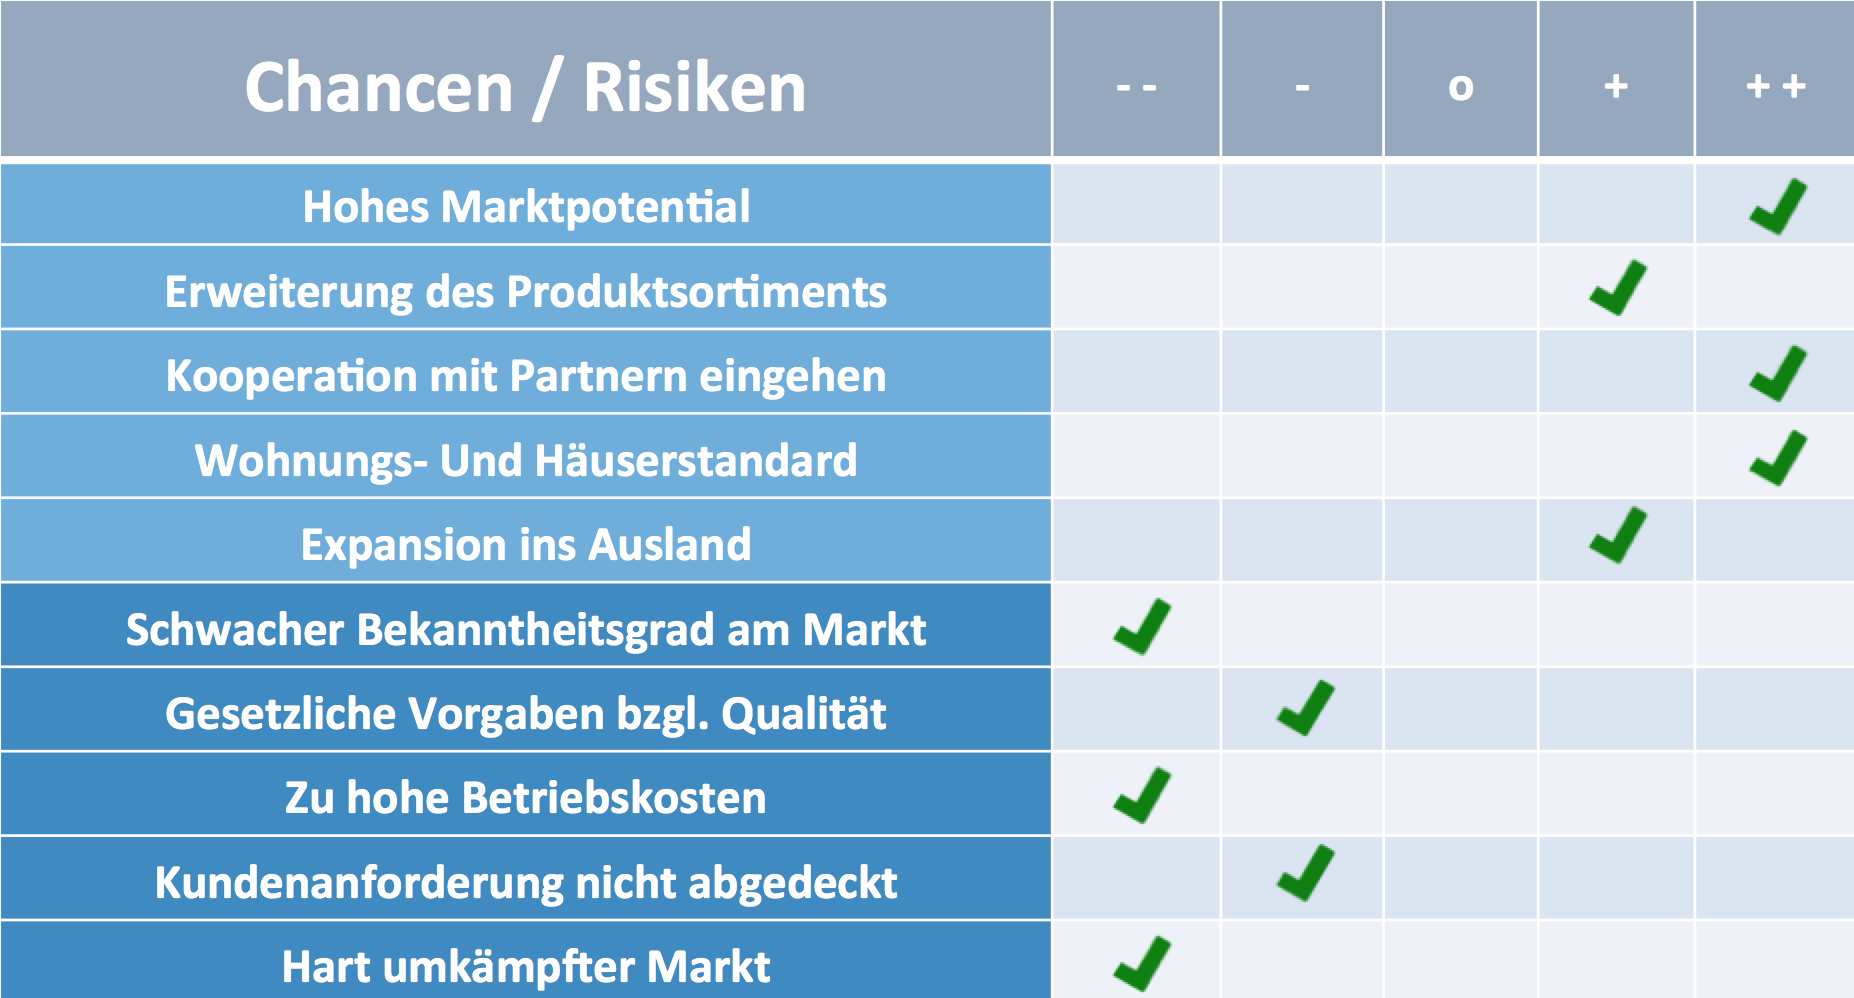 Chancen / Risiken - - - o + + +
Hohes Marktpotential
Erweiterung des Produktsortiments
Kooperation mit Partnern eingehen
Wohnungs- Und Häuserstandard
Expansion ins Ausland
Schwacher Bekanntheitsgrad am Markt
Gesetzliche Vorgaben bzgl. Qualität
Zu hohe Betriebskosten
Kundenanforderung nicht abgedeckt
Hart umkämpfter Markt